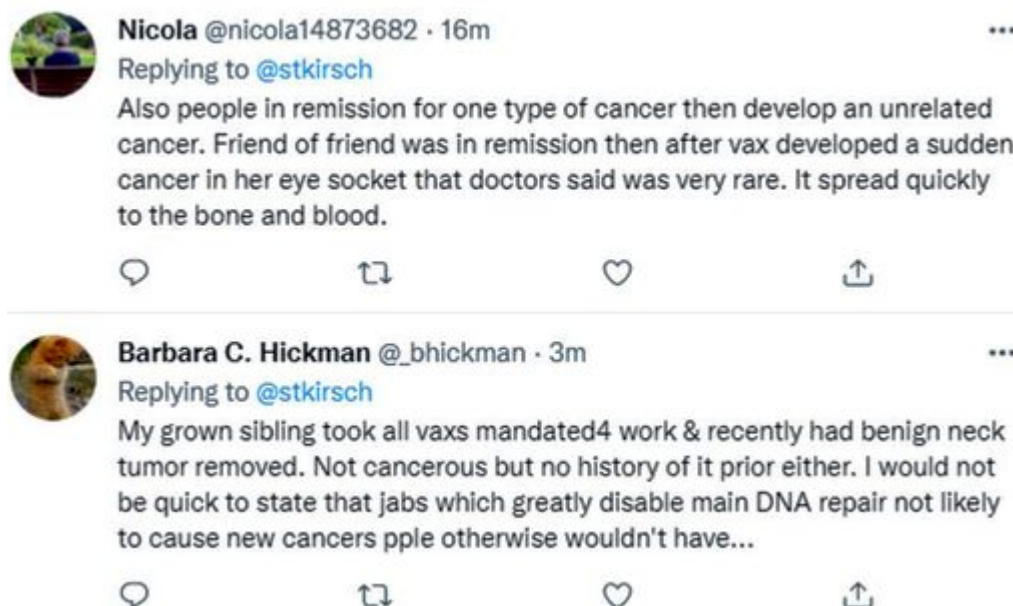 Nicola @nicola14873682 · 16m
Replying to @stkirsch
Also people in remission for one type of cancer then develop an unrelated
cancer. Friend of friend was in remission then after vax developed a sudden
cancer in her eye socket that doctors said was very rare. It spread quickly
to the bone and blood.
Barbara C. Hickman @_bhickman · 3m
Replying to @stkirsch
My grown sibling took all vaxs mandated4 work & recently had benign neck
tumor removed. Not cancerous but no history of it prior either. I would not
be quick to state that jabs which greatly disable main DNA repair not likely
to cause new cancers pple otherwise wouldn't have...